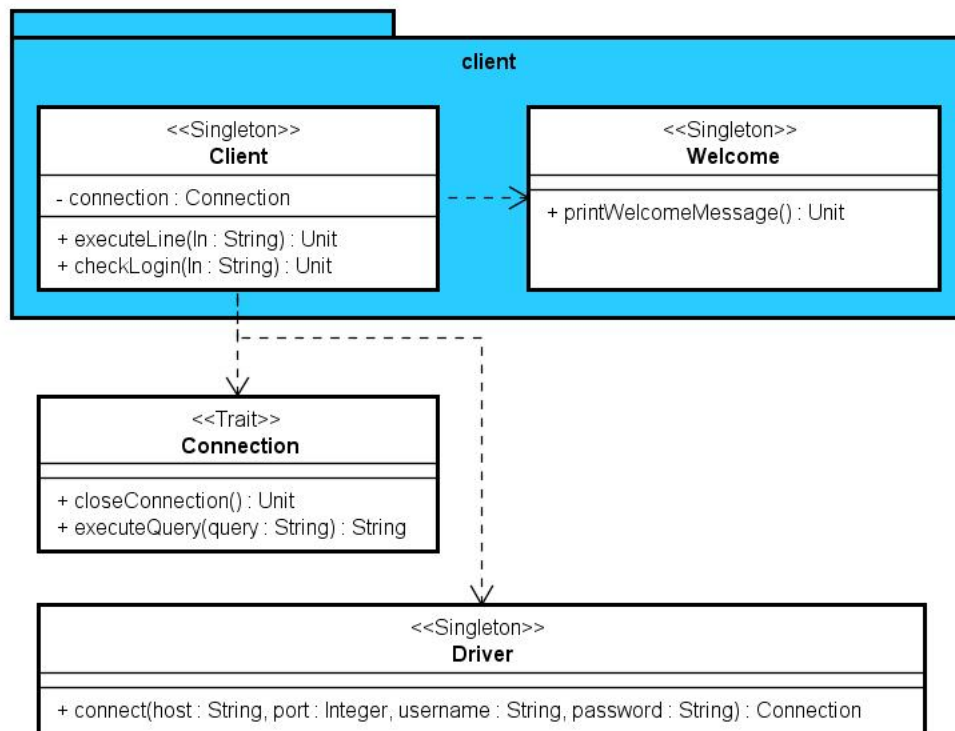 client
<<Singleton>>
Client
- connection : Connection
+ executeLine(ln : String) : Unit
+ checkLogin(ln : String) : Unit
<<Singleton>>
Welcome
+ printWelcomeMessage() : Unit
<<Trait>>
Connection
+ closeConnection() : Unit
+ executeQuery(query : String) : String
<<Singleton>>
Driver
+ connect(host : String, port : Integer, username : String, password : String) : Connection